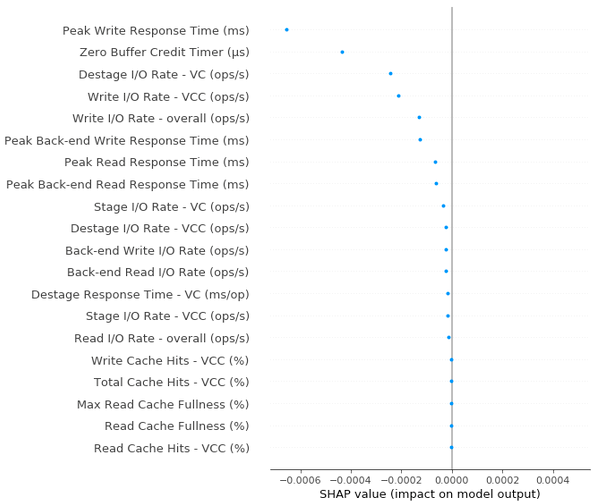 Peak Write Response Time (ms)
Zero Buffer Credit Timer (µs)
Destage I/O Rate - VC (ops/s)
Write I/O Rate - VCC (ops/s)
Write I/O Rate - overall (ops/s)
Peak Back-end Write Response Time (ms)
Peak Read Response Time (ms)
Peak Back-end Read Response Time (ms)
Stage I/O Rate - VC (ops/s)
Destage I/O Rate - VCC (ops/s)
Back-end Write I/O Rate (ops/s)
Back-end Read I/O Rate (ops/s)
Destage Response Time - VC (ms/op)
Stage I/O Rate - VCC (ops/s)
Read I/O Rate - overall (ops/s)
Write Cache Hits - VCC (%)
Total Cache Hits - VCC (%)
Max Read Cache Fullness (%)
Read Cache Fullness (%)
Read Cache Hits - VCC (%)
−0.0006 −0.0004 −0.0002 0.0000 0.0002 0.0004
SHAP value (impact on model output)